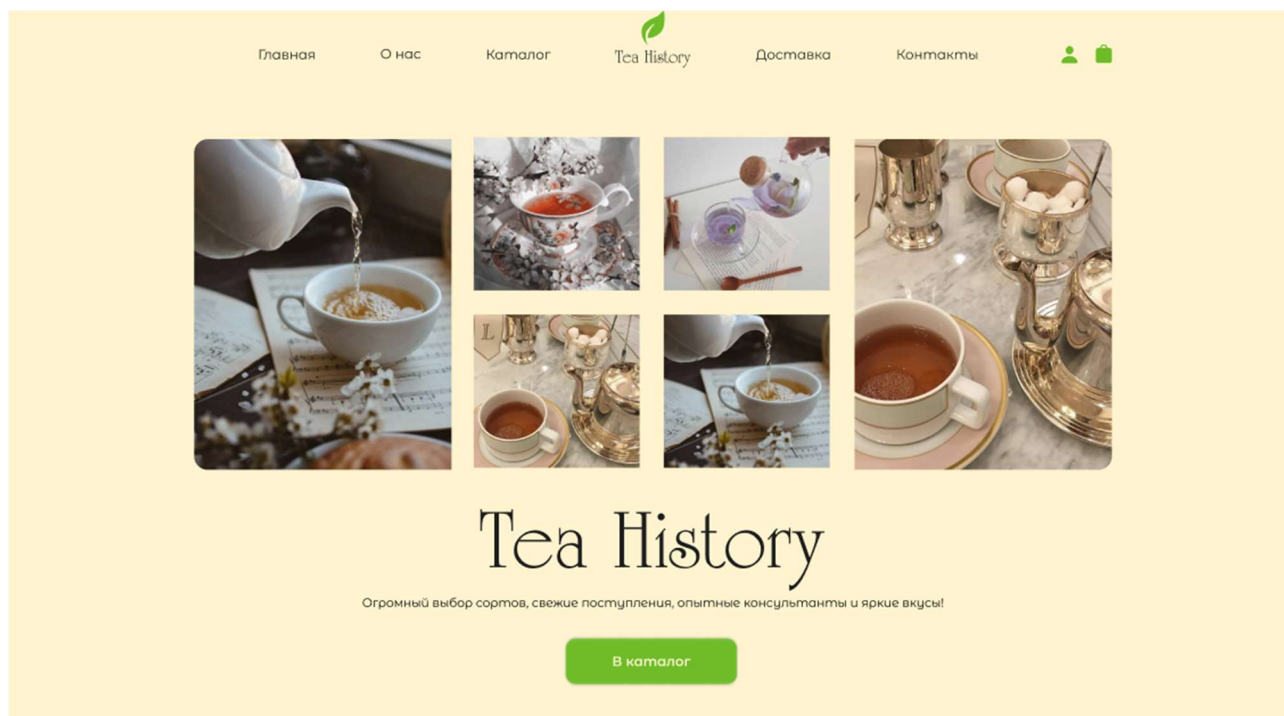 Главная О нас Каталог Tea History Доставка Контакты
L
Tea History
Огромный выбор сортов, свежие поступления, опытные консультанты и яркие вкусы!
В каталог